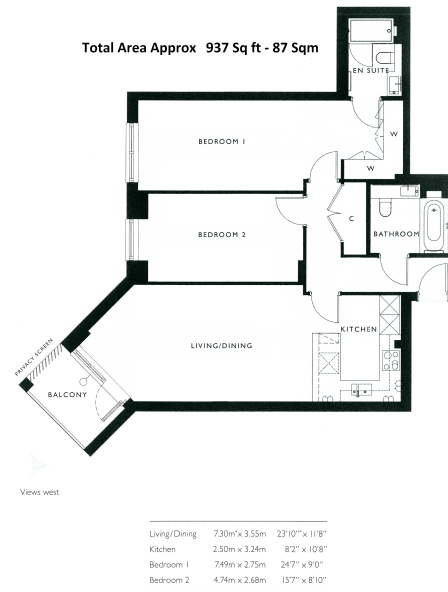 Total Area Approx 937 Sq ft - 87 Sqm
EN SUITE
BEDROOM 1
W
W
BEDROOM 2
C
BATHROOM
KITCHEN
LIVING/DINING
PRIVACY SCREEN
BALCONY
Views west
Living/Dining 7.30m* x 3.55m 23'10"* x 11'8"
Kitchen 2.50m x 3.24m 8'2" x 10'8"
Bedroom 1 7.49m x 2.75m 24'7" x 9'0"
Bedroom 2 4.74m x 2.68m 15'7" x 8'10"